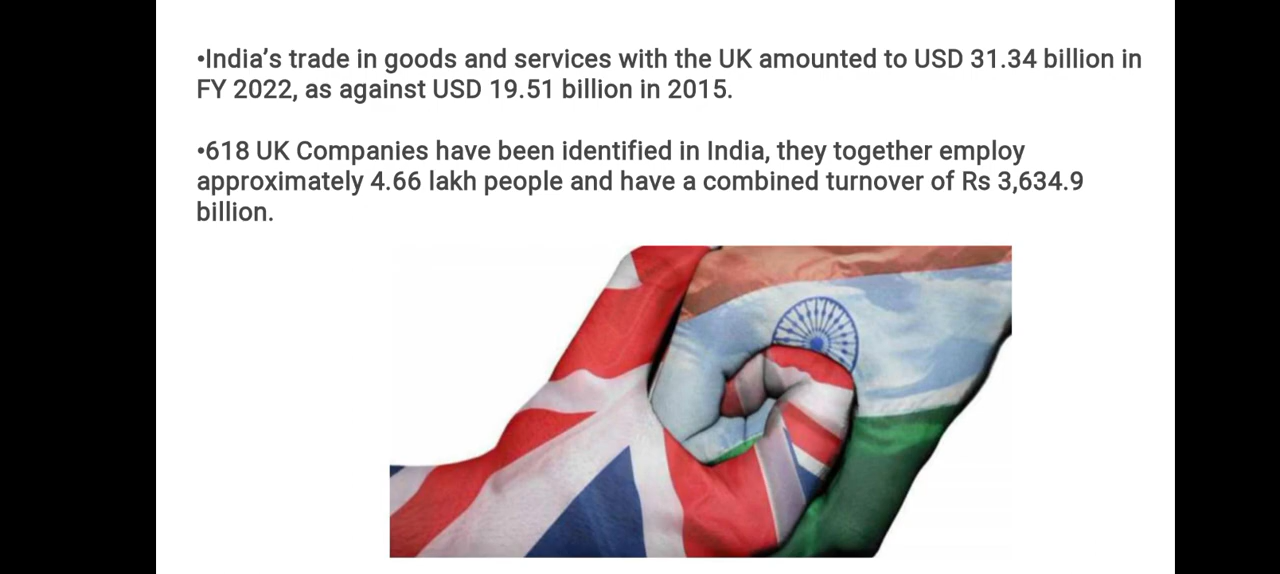 •India’s trade in goods and services with the UK amounted to USD 31.34 billion in
FY 2022, as against USD 19.51 billion in 2015.
•618 UK Companies have been identified in India, they together employ
approximately 4.66 lakh people and have a combined turnover of Rs 3,634.9
billion.